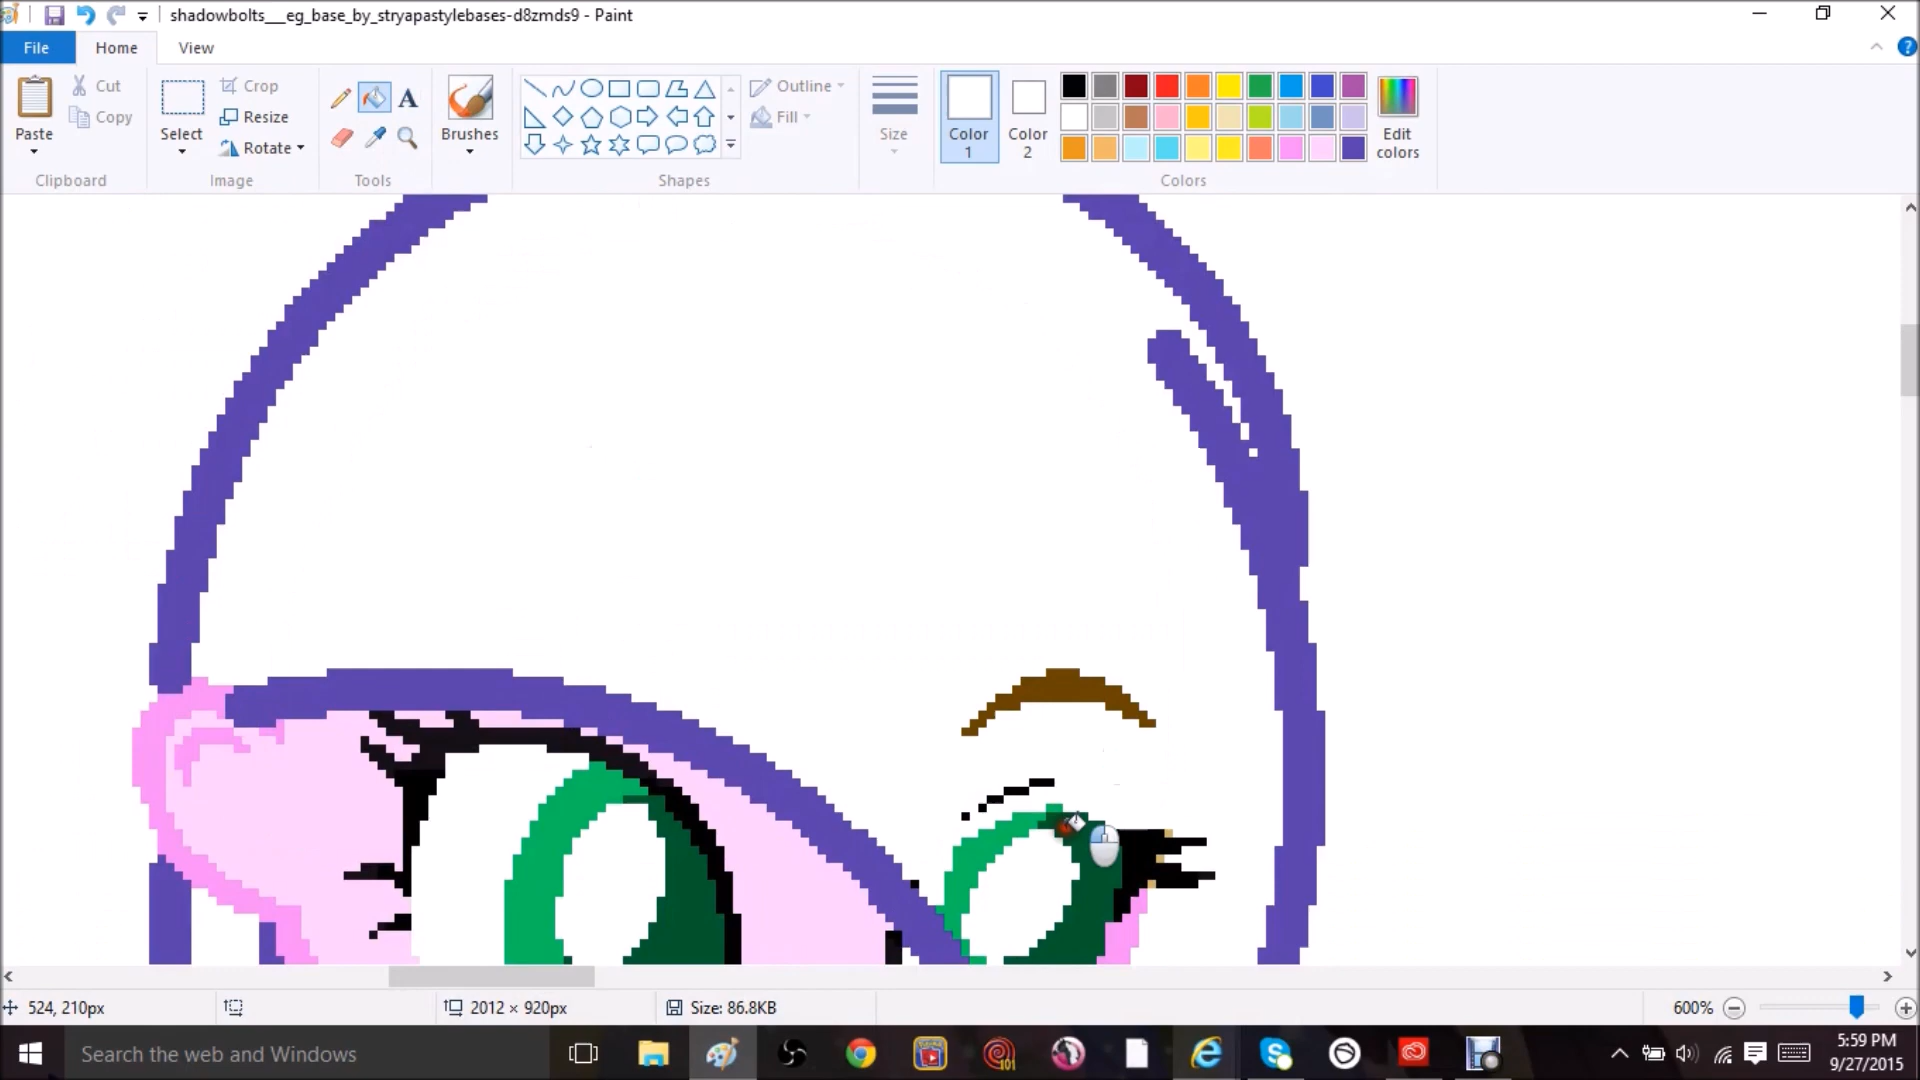 shadowbolts__eg_base_by_stryapastylebases-d8zmds9 - Paint
File Home View
Paste
Cut
Copy
Clipboard
Select
Crop
Resize
Rotate
Image
A
Tools
Brushes
Shapes
Outline
Fill
Size
Color 1
Color 2
Edit colors
Colors
524, 210px
2012 × 920px
Size: 86.8KB
600%
Search the web and Windows
101
5:59 PM
9/27/2015